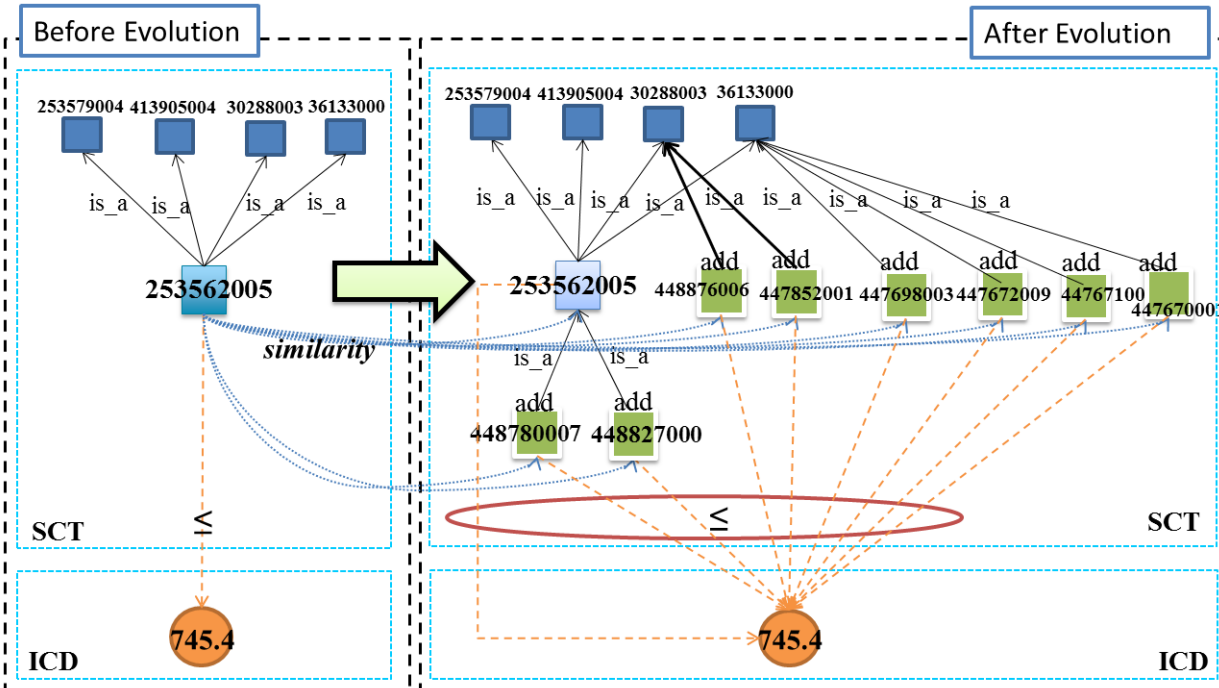 Before Evolution
After Evolution
253579004 413905004 30288003 36133000
is_a is_a is_a is_a
253562005
similarity
≤
SCT
745.4
ICD
253579004 413905004 30288003 36133000
is_a is_a is_a is_a is_a is_a is_a is_a is_a
add add add add add add
253562005 448876006 447852001 447698003 447672009 44767100 447670003
is_a is_a
add add
448780007 448827000
≤
SCT
745.4
ICD